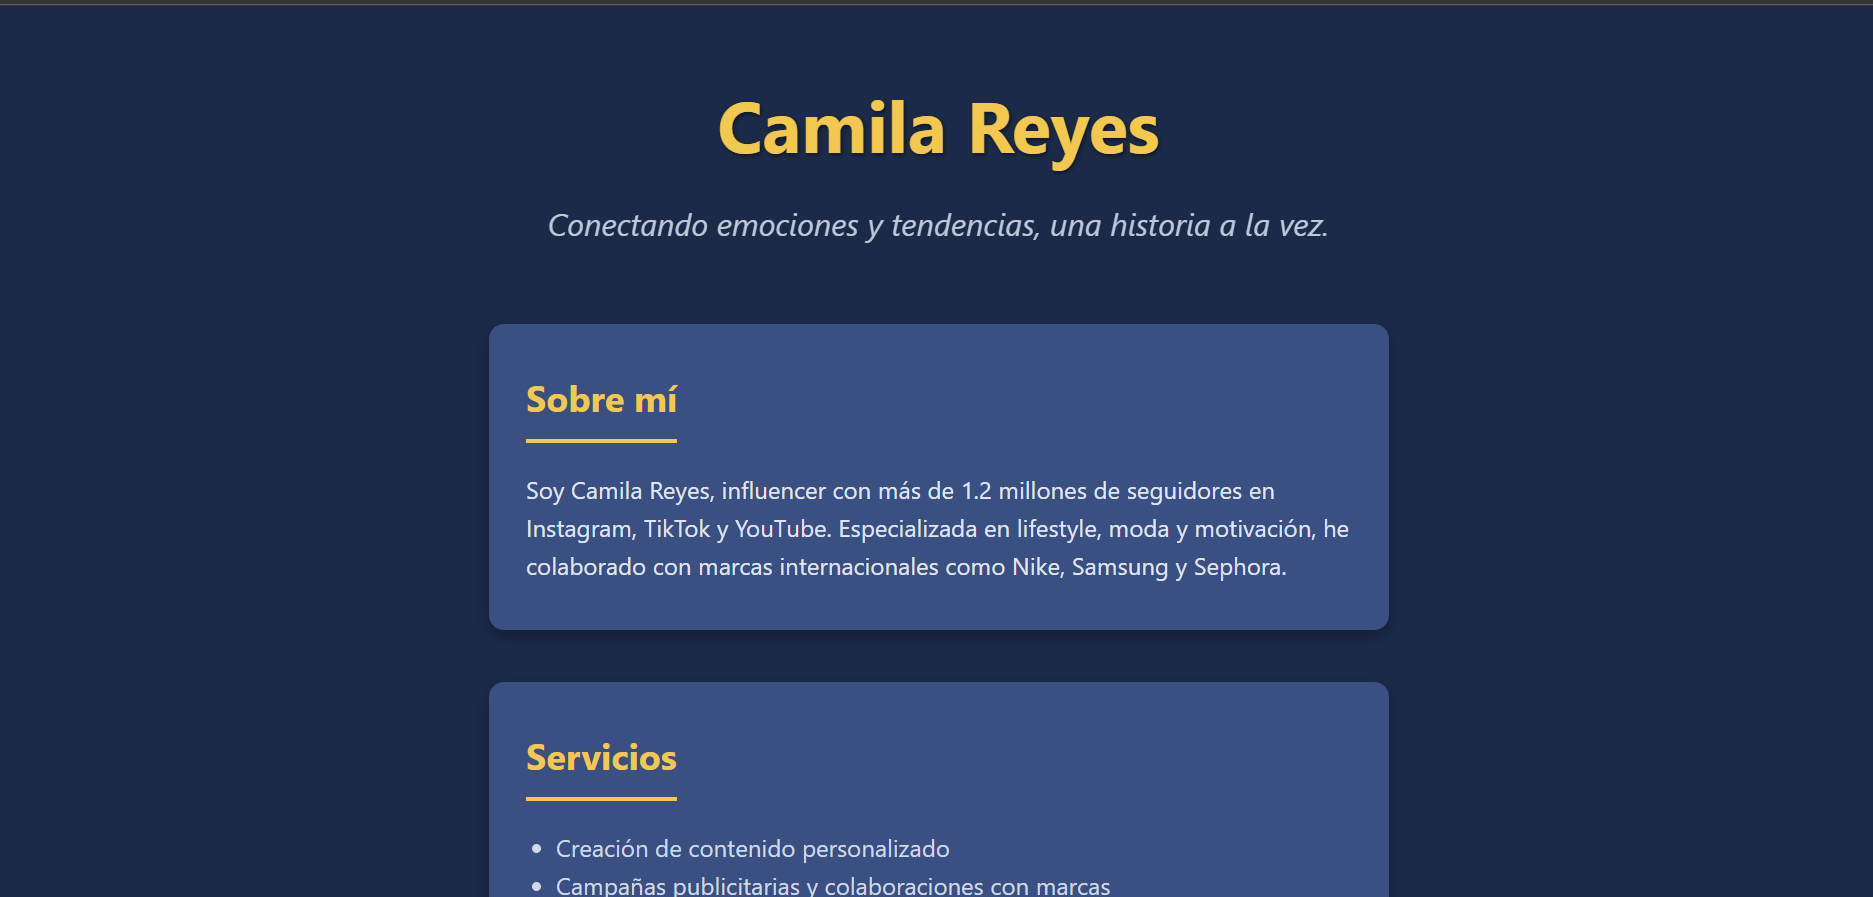 Camila Reyes
Conectando emociones y tendencias, una historia a la vez.
Sobre mí
Soy Camila Reyes, influencer con más de 1.2 millones de seguidores en
Instagram, TikTok y YouTube. Especializada en lifestyle, moda y motivación, he
colaborado con marcas internacionales como Nike, Samsung y Sephora.
Servicios
• Creación de contenido personalizado
• Campañas publicitarias y colaboraciones con marcas